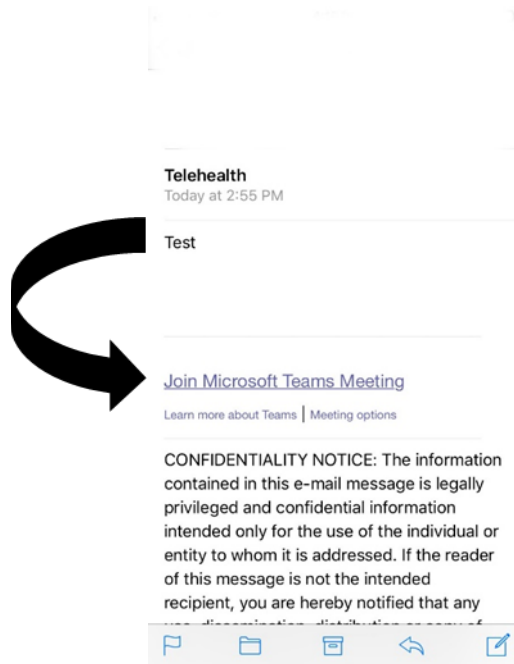 Telehealth
Today at 2:55 PM
Test
Join Microsoft Teams Meeting
Learn more about Teams | Meeting options
CONFIDENTIALITY NOTICE: The information
contained in this e-mail message is legally
privileged and confidential information
intended only for the use of the individual or
entity to whom it is addressed. If the reader
of this message is not the intended
recipient, you are hereby notified that any